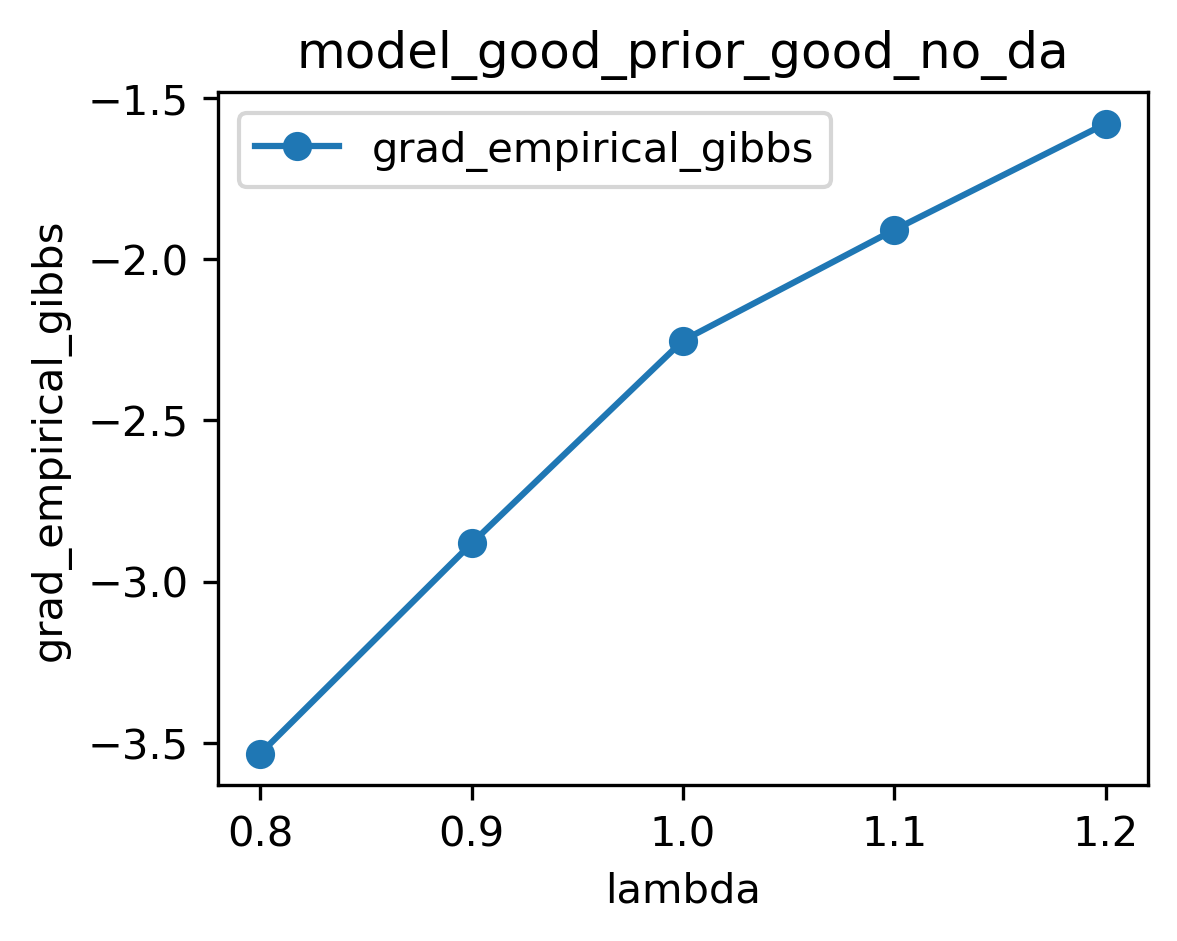 model_good_prior_good_no_da
grad_empirical_gibbs
grad_empirical_gibbs
−1.5
−2.0
−2.5
−3.0
−3.5
0.8 0.9 1.0 1.1 1.2
lambda